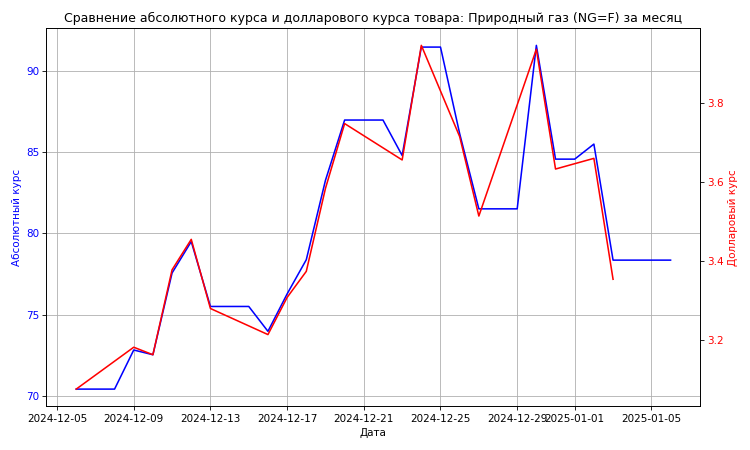 Сравнение абсолютного курса и долларового курса товара: Природный газ (NG=F) за месяц
90
85
80
75
70
Абсолютный курс
3.8
3.6
3.4
3.2
Долларовый курс
2024-12-05 2024-12-09 2024-12-13 2024-12-17 2024-12-21 2024-12-25 2024-12-29 2025-01-01 2025-01-05
Дата